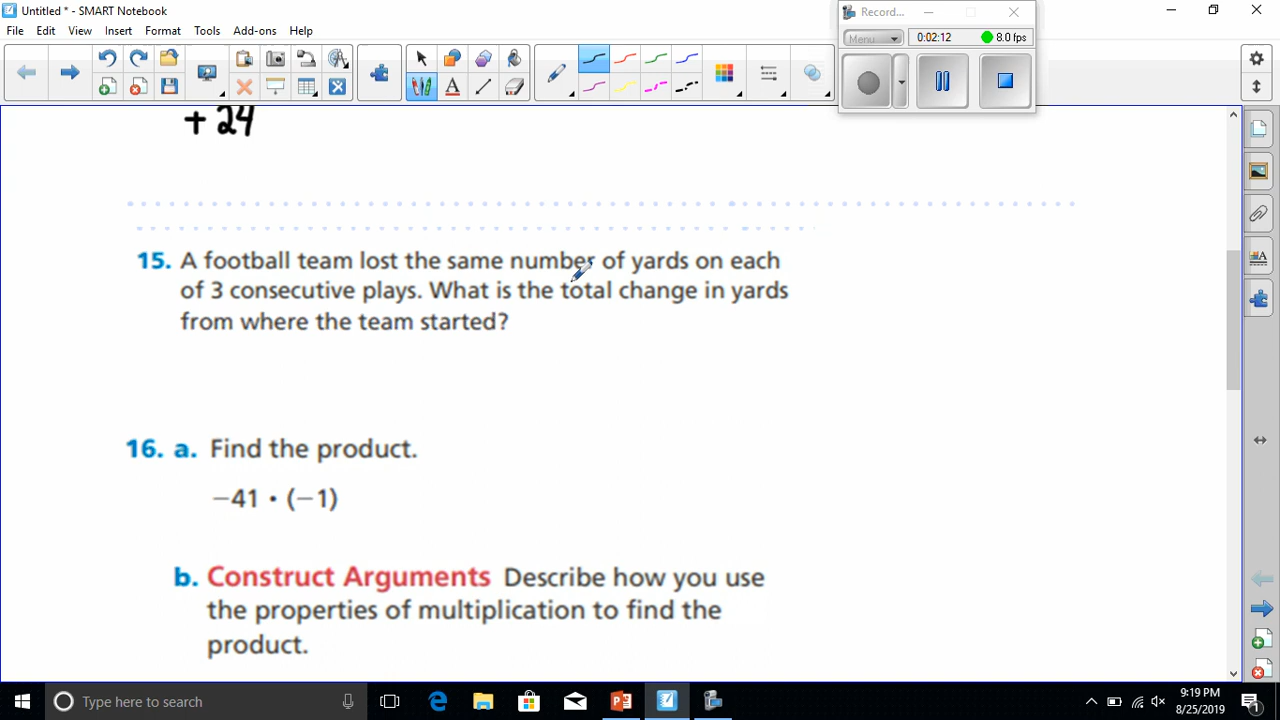 Untitled * - SMART Notebook
Record...
File Edit View Insert Format Tools Add-ons Help
Menu 0:02:12 8.0 fps
+ 24
15. A football team lost the same number of yards on each
of 3 consecutive plays. What is the total change in yards
from where the team started?
16. a. Find the product.
−41 • (−1)
b. Construct Arguments Describe how you use
the properties of multiplication to find the
product.
Type here to search
9:19 PM
8/25/2019